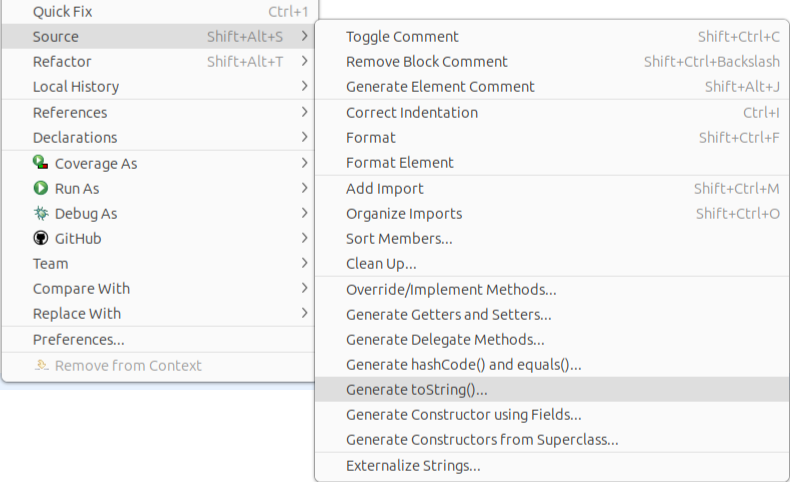 Quick Fix Ctrl+1
Source Shift+Alt+S
Refactor Shift+Alt+T
Local History
References
Declarations
Coverage As
Run As
Debug As
GitHub
Team
Compare With
Replace With
Preferences...
Remove from Context
Toggle Comment Shift+Ctrl+C
Remove Block Comment Shift+Ctrl+Backslash
Generate Element Comment Shift+Alt+J
Correct Indentation Ctrl+I
Format Shift+Ctrl+F
Format Element
Add Import Shift+Ctrl+M
Organize Imports Shift+Ctrl+O
Sort Members...
Clean Up...
Override/Implement Methods...
Generate Getters and Setters...
Generate Delegate Methods...
Generate hashCode() and equals()...
Generate toString()...
Generate Constructor using Fields...
Generate Constructors from Superclass...
Externalize Strings...